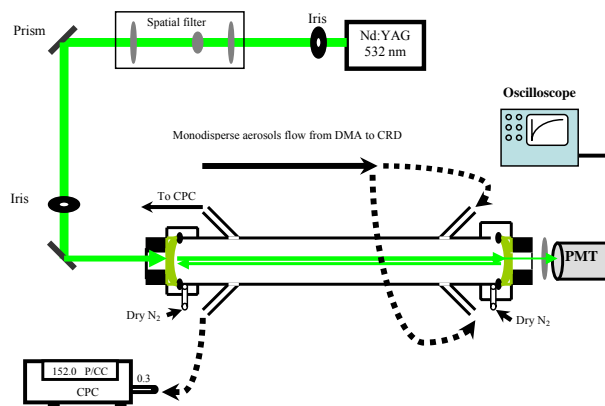 Prism
Spatial filter
Iris
Nd:YAG
532 nm
Oscilloscope
Monodisperse aerosols flow from DMA to CRD
Iris
To CPC
PMT
Dry N₂
Dry N₂
152.0 P/CC
0.3
CPC